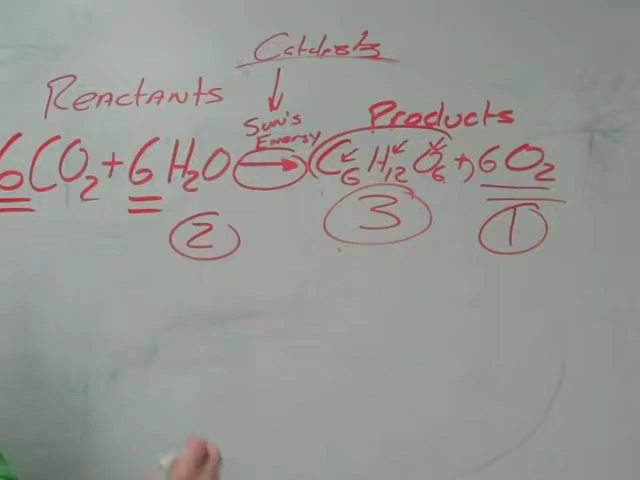 Catalysts
Reactants
Sun's
Energy
Products
6CO2 + 6H2O → (C6H12O6 +) 6O2
2 3 1